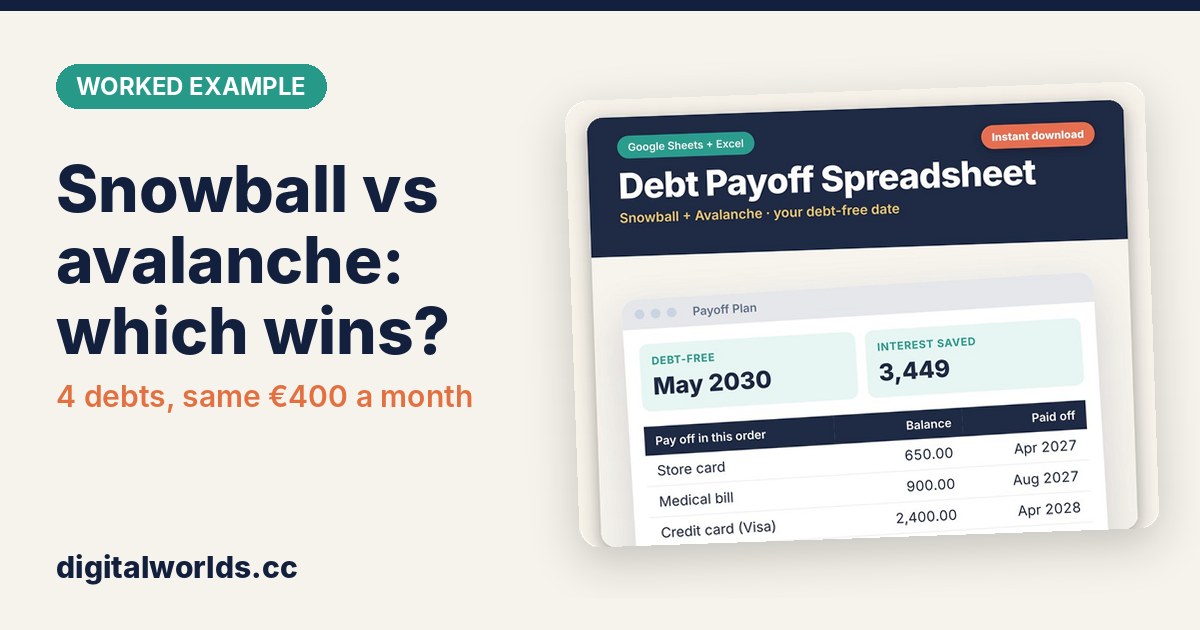 WORKED EXAMPLE
Snowball vs
avalanche:
which wins?
4 debts, same €400 a month
digitalworlds.cc
Google Sheets + Excel
Instant download
Debt Payoff Spreadsheet
Snowball + Avalanche · your debt-free date
Payoff Plan
DEBT-FREE
May 2030
INTEREST SAVED
3,449
Pay off in this order Balance Paid off
Store card 650.00 Apr 2027
Medical bill 900.00 Aug 2027
Credit card (Visa) 2,400.00 Apr 2028